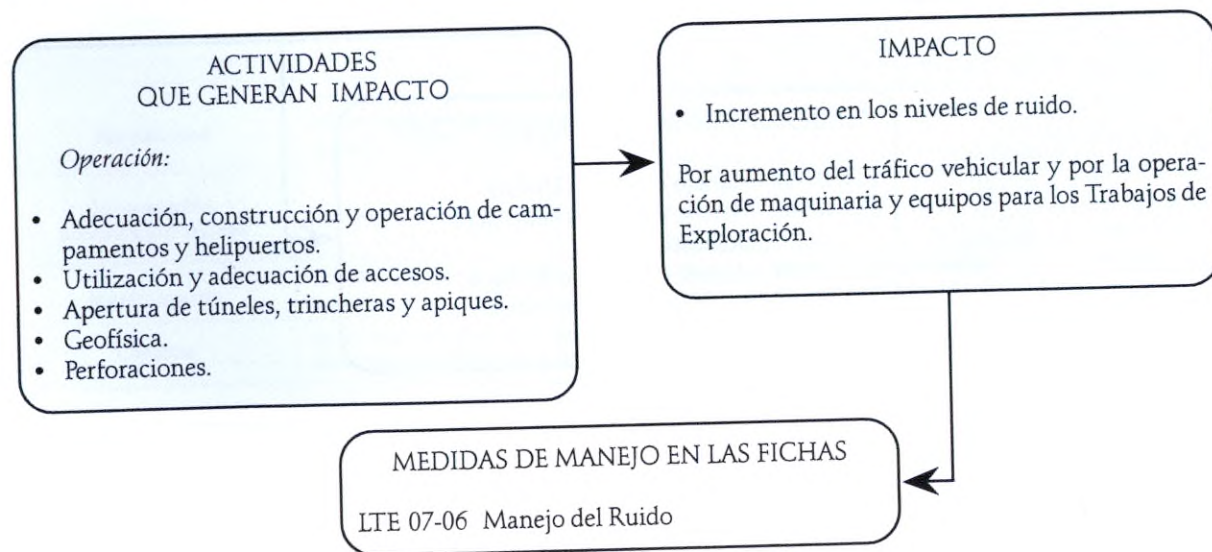 ACTIVIDADES
QUE GENERAN IMPACTO
Operación:
• Adecuación, construcción y operación de cam-
pamentos y helipuertos.
• Utilización y adecuación de accesos.
• Apertura de túneles, trincheras y apiques.
• Geofísica.
• Perforaciones.
IMPACTO
• Incremento en los niveles de ruido.
Por aumento del tráfico vehicular y por la opera-
ción de maquinaria y equipos para los Trabajos de
Exploración.
MEDIDAS DE MANEJO EN LAS FICHAS
LTE 07-06 Manejo del Ruido